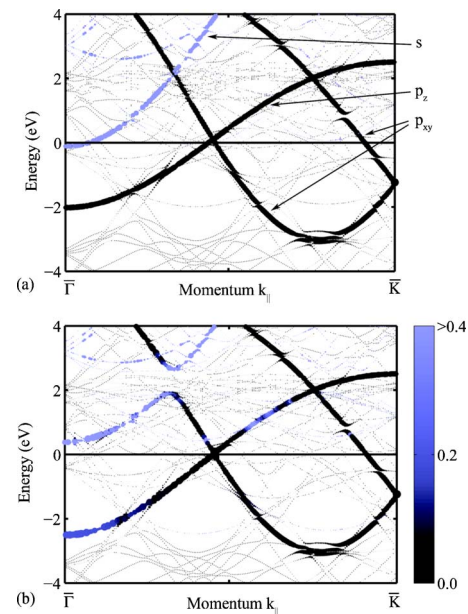 4
2
0
−2
−4
Energy (eV)
s
p_z
p_xy
(a)
Γ̅
Momentum k_||
K̅
4
2
0
−2
−4
Energy (eV)
>0.4
0.2
0.0
(b)
Γ̅
Momentum k_||
K̅